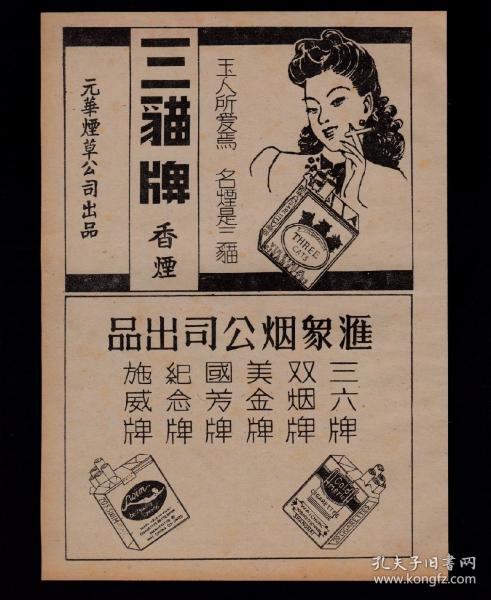 玉人所爱焉 名煙是三貓
三貓牌
香煙
元華煙草公司出品
THREE
CATS
滙衆烟公司出品
三六牌
双烟牌
美金牌
國芳牌
紀念牌
施威牌
孔夫子旧书网
kongfz.com